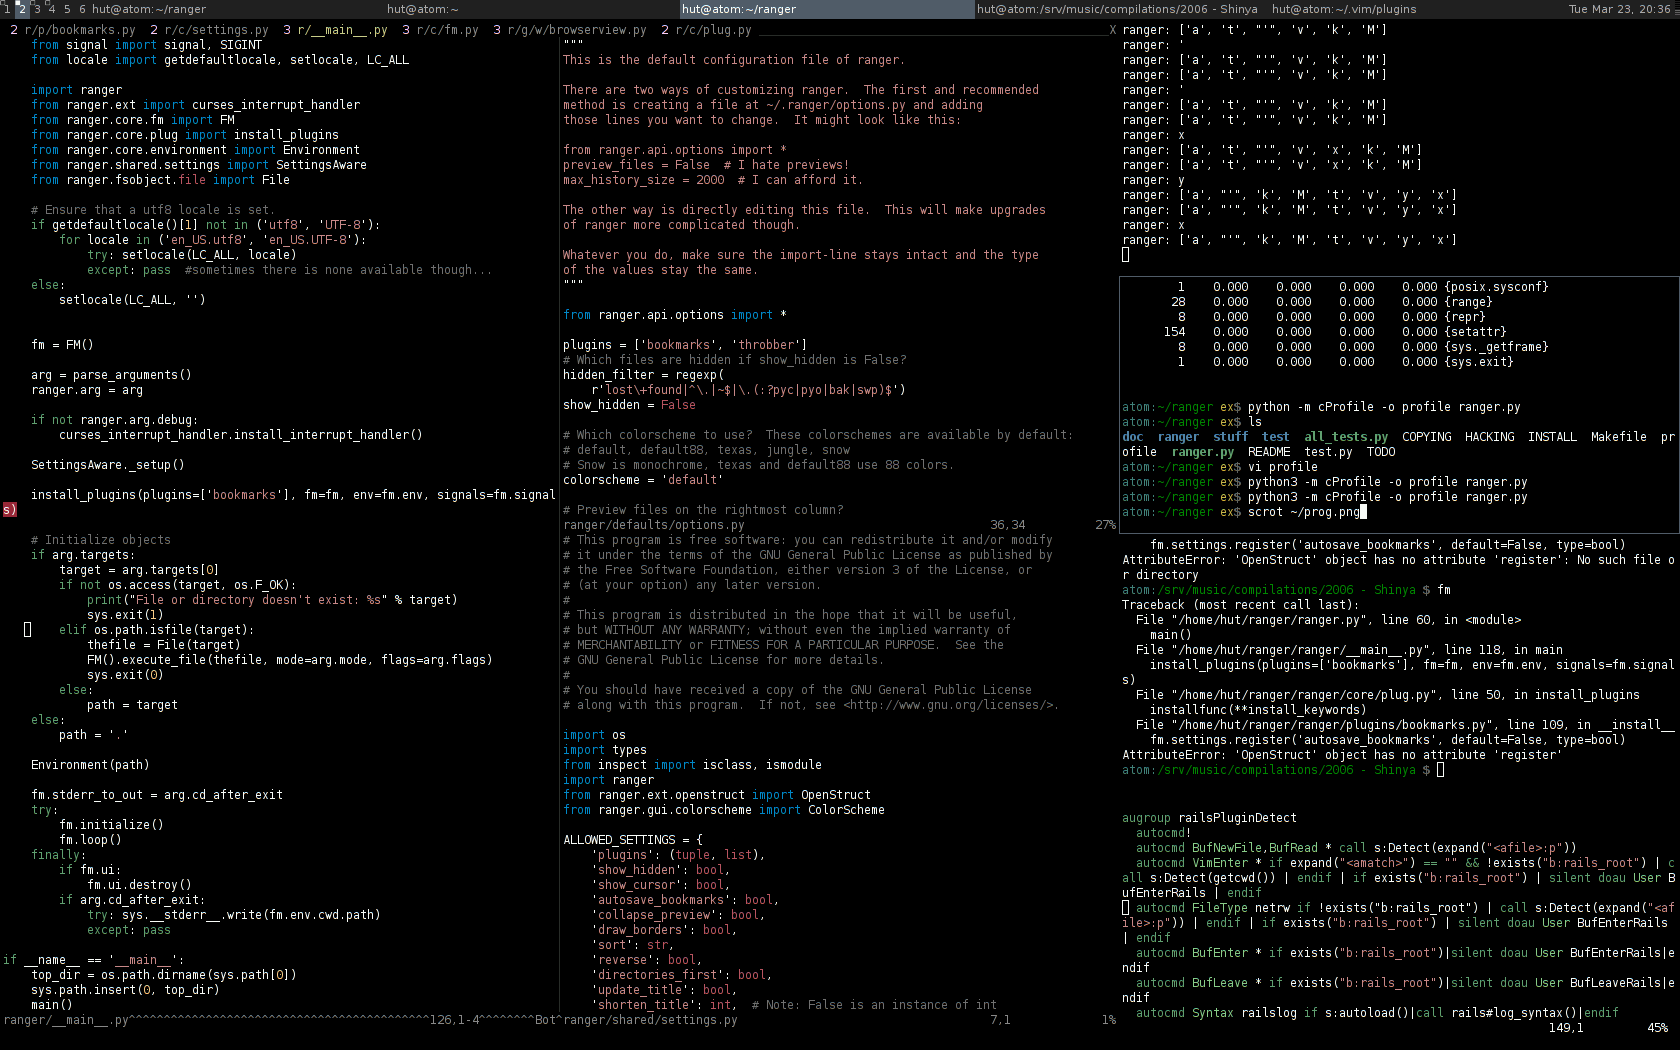 1 2 3 4 5 6 hut@atom:~/ranger hut@atom:~ hut@atom:~/ranger hut@atom:/srv/music/compilations/2006 - Shinya hut@atom:~/.vim/plugins Tue Mar 23, 20:36
2 r/p/bookmarks.py 2 r/c/settings.py 3 r/__main__.py 3 r/c/fm.py 3 r/g/w/browserview.py 2 r/c/plug.py X
from signal import signal, SIGINT
from locale import getdefaultlocale, setlocale, LC_ALL
import ranger
from ranger.ext import curses_interrupt_handler
from ranger.core.fm import FM
from ranger.core.plug import install_plugins
from ranger.core.environment import Environment
from ranger.shared.settings import SettingsAware
from ranger.fsobject.file import File
# Ensure that a utf8 locale is set.
if getdefaultlocale()[1] not in ('utf8', 'UTF-8'):
for locale in ('en_US.utf8', 'en_US.UTF-8'):
try: setlocale(LC_ALL, locale)
except: pass  #sometimes there is none available though...
else:
setlocale(LC_ALL, '')
fm = FM()
arg = parse_arguments()
ranger.arg = arg
if not ranger.arg.debug:
curses_interrupt_handler.install_interrupt_handler()
SettingsAware._setup()
install_plugins(plugins=['bookmarks'], fm=fm, env=fm.env, signals=fm.signal
s)
# Initialize objects
if arg.targets:
target = arg.targets[0]
if not os.access(target, os.F_OK):
print("File or directory doesn't exist: %s" % target)
sys.exit(1)
elif os.path.isfile(target):
thefile = File(target)
FM().execute_file(thefile, mode=arg.mode, flags=arg.flags)
sys.exit(0)
else:
path = target
else:
path = '.'
Environment(path)
fm.stderr_to_out = arg.cd_after_exit
try:
fm.initialize()
fm.loop()
finally:
if fm.ui:
fm.ui.destroy()
if arg.cd_after_exit:
try: sys.__stderr__.write(fm.env.cwd.path)
except: pass
if __name__ == '__main__':
top_dir = os.path.dirname(sys.path[0])
sys.path.insert(0, top_dir)
main()
ranger/__main__.py^^^^^^^^^^^^^^^^^^^^^^^^^^^^^^^^^^^^^^^^^^^126,1-4^^^^^^^^Bot^
"""
This is the default configuration file of ranger.
There are two ways of customizing ranger.  The first and recommended
method is creating a file at ~/.ranger/options.py and adding
those lines you want to change.  It might look like this:
from ranger.api.options import *
preview_files = False  # I hate previews!
max_history_size = 2000  # I can afford it.
The other way is directly editing this file.  This will make upgrades
of ranger more complicated though.
Whatever you do, make sure the import-line stays intact and the type
of the values stay the same.
"""
from ranger.api.options import *
plugins = ['bookmarks', 'throbber']
# Which files are hidden if show_hidden is False?
hidden_filter = regexp(
r'lost\+found|^\.|~$|\.(:?pyc|pyo|bak|swp)$')
show_hidden = False
# Which colorscheme to use?  These colorschemes are available by default:
# default, default88, texas, jungle, snow
# Snow is monochrome, texas and default88 use 88 colors.
colorscheme = 'default'
# Preview files on the rightmost column?
ranger/defaults/options.py 36,34 27%
# This program is free software: you can redistribute it and/or modify
# it under the terms of the GNU General Public License as published by
# the Free Software Foundation, either version 3 of the License, or
# (at your option) any later version.
#
# This program is distributed in the hope that it will be useful,
# but WITHOUT ANY WARRANTY; without even the implied warranty of
# MERCHANTABILITY or FITNESS FOR A PARTICULAR PURPOSE.  See the
# GNU General Public License for more details.
#
# You should have received a copy of the GNU General Public License
# along with this program.  If not, see <http://www.gnu.org/licenses/>.
import os
import types
from inspect import isclass, ismodule
import ranger
from ranger.ext.openstruct import OpenStruct
from ranger.gui.colorscheme import ColorScheme
ALLOWED_SETTINGS = {
'plugins': (tuple, list),
'show_hidden': bool,
'show_cursor': bool,
'autosave_bookmarks': bool,
'collapse_preview': bool,
'draw_borders': bool,
'sort': str,
'reverse': bool,
'directories_first': bool,
'update_title': bool,
'shorten_title': int,  # Note: False is an instance of int
ranger/shared/settings.py 7,1 1%
ranger: ['a', 't', "'", 'v', 'k', 'M']
ranger: '
ranger: ['a', 't', "'", 'v', 'k', 'M']
ranger: ['a', 't', "'", 'v', 'k', 'M']
ranger: '
ranger: ['a', 't', "'", 'v', 'k', 'M']
ranger: ['a', 't', "'", 'v', 'k', 'M']
ranger: x
ranger: ['a', 't', "'", 'v', 'x', 'k', 'M']
ranger: ['a', 't', "'", 'v', 'x', 'k', 'M']
ranger: y
ranger: ['a', "'", 'k', 'M', 't', 'v', 'y', 'x']
ranger: ['a', "'", 'k', 'M', 't', 'v', 'y', 'x']
ranger: x
ranger: ['a', "'", 'k', 'M', 't', 'v', 'y', 'x']
1 0.000 0.000 0.000 0.000 {posix.sysconf}
28 0.000 0.000 0.000 0.000 {range}
8 0.000 0.000 0.000 0.000 {repr}
154 0.000 0.000 0.000 0.000 {setattr}
8 0.000 0.000 0.000 0.000 {sys._getframe}
1 0.000 0.000 0.000 0.000 {sys.exit}
atom:~/ranger ex$ python -m cProfile -o profile ranger.py
atom:~/ranger ex$ ls
doc  ranger  stuff  test  all_tests.py  COPYING  HACKING  INSTALL  Makefile  pr
ofile  ranger.py  README  test.py  TODO
atom:~/ranger ex$ vi profile
atom:~/ranger ex$ python3 -m cProfile -o profile ranger.py
atom:~/ranger ex$ python3 -m cProfile -o profile ranger.py
atom:~/ranger ex$ scrot ~/prog.png
fm.settings.register('autosave_bookmarks', default=False, type=bool)
AttributeError: 'OpenStruct' object has no attribute 'register': No such file o
r directory
atom:/srv/music/compilations/2006 - Shinya $ fm
Traceback (most recent call last):
File "/home/hut/ranger/ranger.py", line 60, in <module>
main()
File "/home/hut/ranger/ranger/__main__.py", line 118, in main
install_plugins(plugins=['bookmarks'], fm=fm, env=fm.env, signals=fm.signal
s)
File "/home/hut/ranger/ranger/core/plug.py", line 50, in install_plugins
installfunc(**install_keywords)
File "/home/hut/ranger/ranger/plugins/bookmarks.py", line 109, in __install__
fm.settings.register('autosave_bookmarks', default=False, type=bool)
AttributeError: 'OpenStruct' object has no attribute 'register'
atom:/srv/music/compilations/2006 - Shinya $
augroup railsPluginDetect
autocmd!
autocmd BufNewFile,BufRead * call s:Detect(expand("<afile>:p"))
autocmd VimEnter * if expand("<amatch>") == "" && !exists("b:rails_root") | c
all s:Detect(getcwd()) | endif | if exists("b:rails_root") | silent doau User B
ufEnterRails | endif
autocmd FileType netrw if !exists("b:rails_root") | call s:Detect(expand("<af
ile>:p")) | endif | if exists("b:rails_root") | silent doau User BufEnterRails
| endif
autocmd BufEnter * if exists("b:rails_root")|silent doau User BufEnterRails|e
ndif
autocmd BufLeave * if exists("b:rails_root")|silent doau User BufLeaveRails|e
ndif
autocmd Syntax railslog if s:autoload()|call rails#log_syntax()|endif
149,1 45%